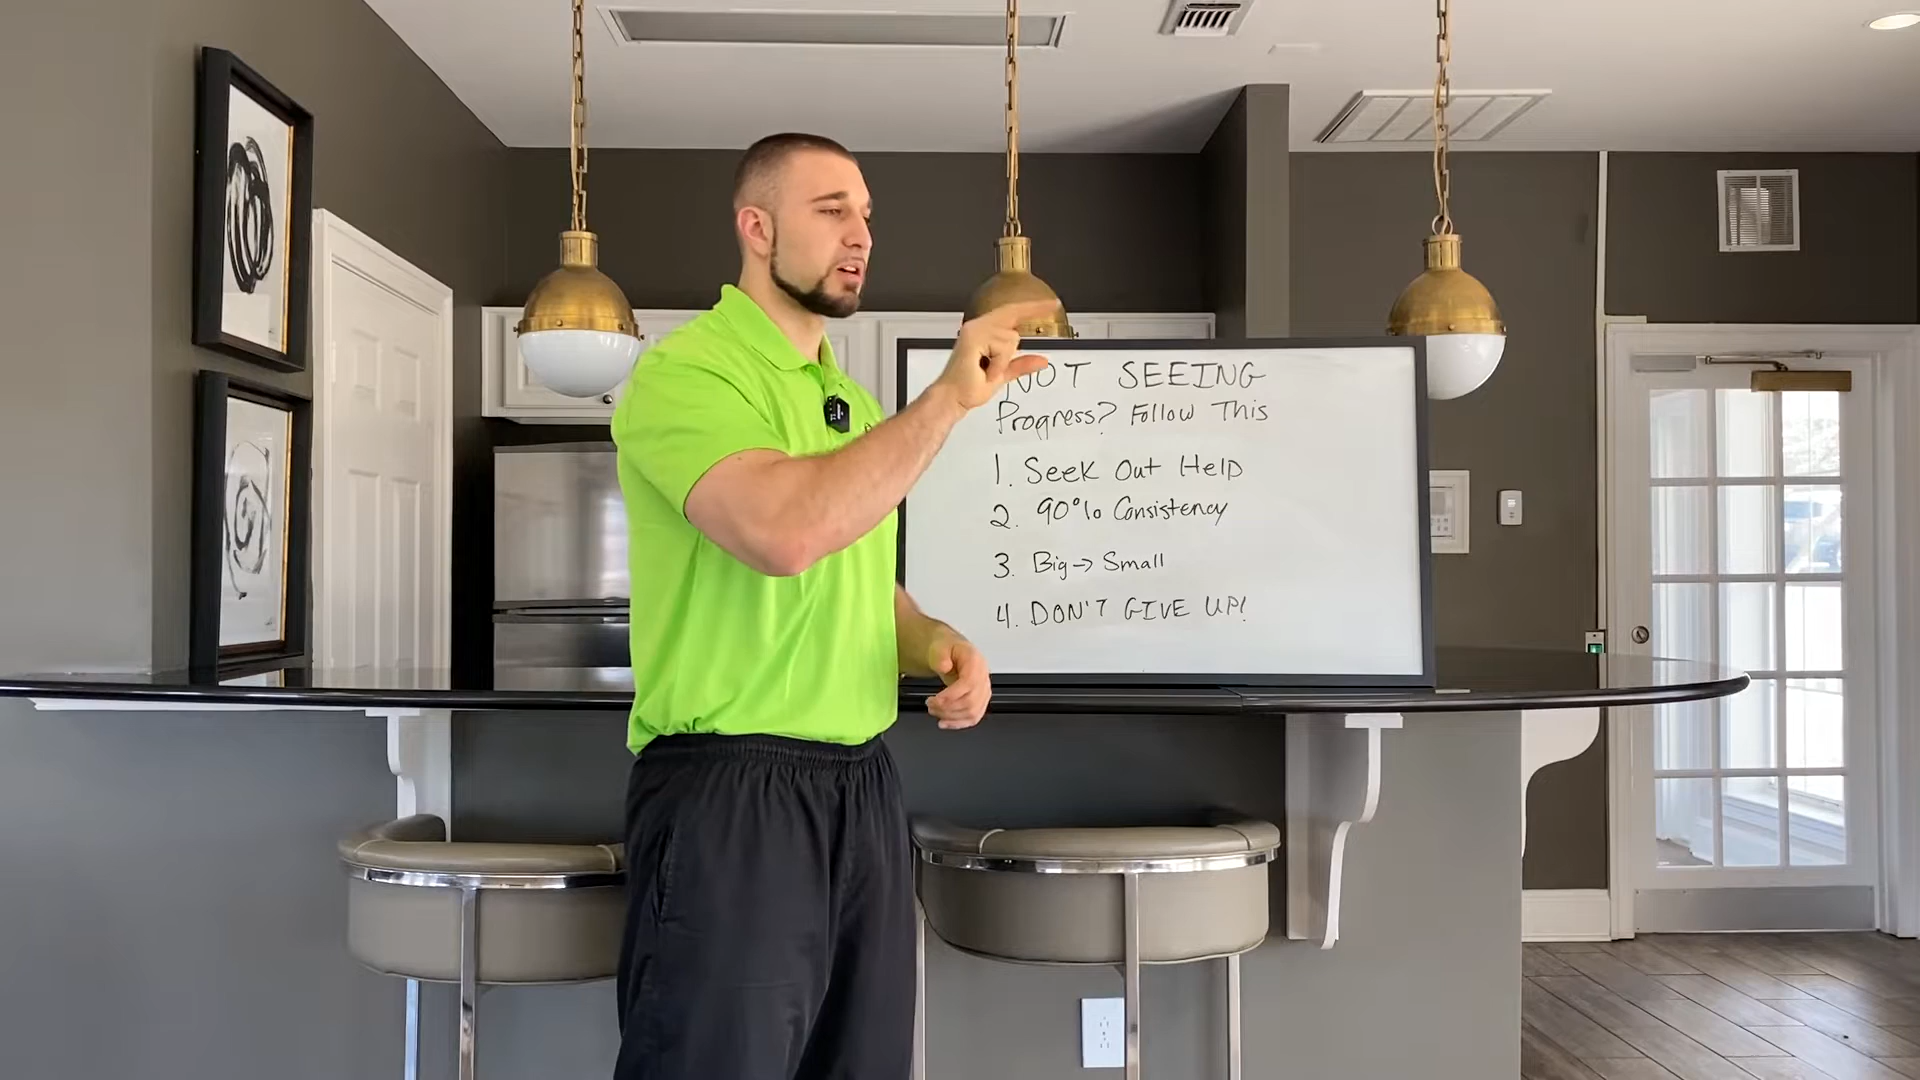 NOT SEEING
Progress? Follow This
1. Seek Out Help
2. 90% Consistency
3. Big → Small
4. DON'T GIVE UP!